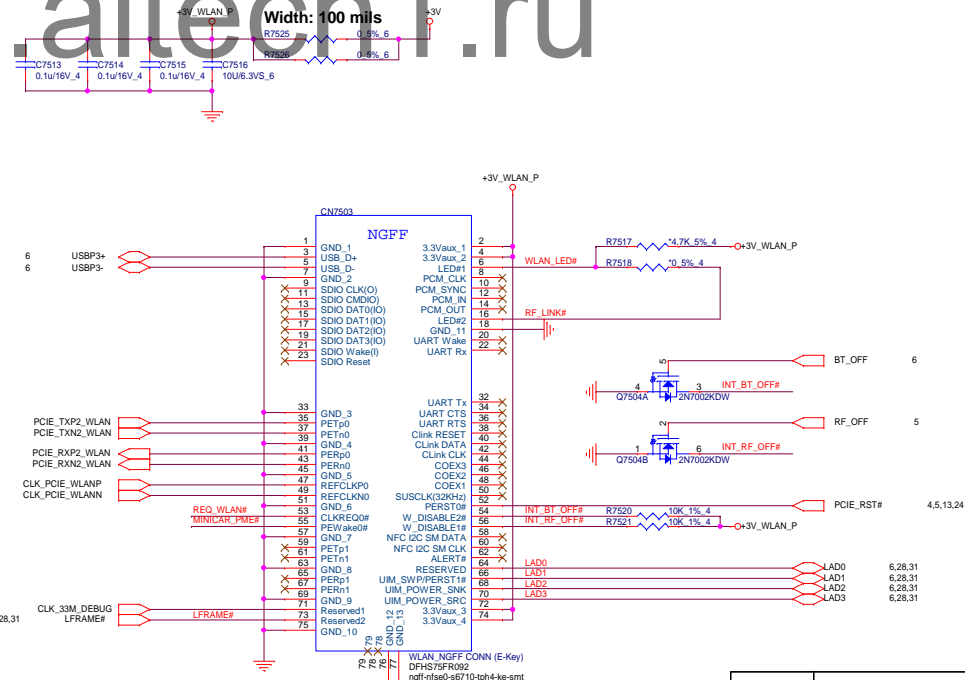 .aitech1.ru
+3V_WLAN_P
Width: 100 mils
+3V
R7525 0_5%_6
R7526 0_5%_6
C7513 0.1u/16V_4
C7514 0.1u/16V_4
C7515 0.1u/16V_4
C7516 10U/6.3VS_6
+3V_WLAN_P
CN7503
NGFF
1 GND_1
3 USB_D+
5 USB_D-
7 GND_2
9 SDIO CLK(O)
11 SDIO CMDIO)
13 SDIO DAT0(IO)
15 SDIO DAT1(IO)
17 SDIO DAT2(IO)
19 SDIO DAT3(IO)
21 SDIO Wake(I)
23 SDIO Reset
33 GND_3
35 PETp0
37 PETn0
39 GND_4
41 PERp0
43 PERn0
45 GND_5
47 REFCLKP0
49 REFCLKN0
51 GND_6
53 CLKREQ0#
55 PEWake0#
57 GND_7
59 PETp1
61 PETn1
63 GND_8
65 PERp1
67 PERn1
69 GND_9
71 Reserved1
73 Reserved2
75 GND_10
3.3Vaux_1 2
3.3Vaux_2 4
LED#1 6
PCM_CLK 8
PCM_SYNC 10
PCM_IN 12
PCM_OUT 14
LED#2 16
GND_11 18
UART Wake 20
UART Rx 22
UART Tx 32
UART CTS 34
UART RTS 36
CLink RESET 38
CLink DATA 40
CLink CLK 42
COEX3 44
COEX2 46
COEX1 48
SUSCLK(32KHz) 50
PERST0# 52
W_DISABLE2# 54
W_DISABLE1# 56
NFC I2C SM DATA 58
NFC I2C SM CLK 60
ALERT# 62
RESERVED 64
UIM_SWP/PERST1# 66
UIM_POWER_SNK 68
UIM_POWER_SRC 70
3.3Vaux_3 72
3.3Vaux_4 74
79 78 GND_12 GND_13
79 78 76 77
WLAN_NGFF CONN (E-Key)
DFHS75FR092
ngff-nfse0-s6710-tph4-ke-smt
6 USBP3+
6 USBP3-
PCIE_TXP2_WLAN
PCIE_TXN2_WLAN
PCIE_RXP2_WLAN
PCIE_RXN2_WLAN
CLK_PCIE_WLANP
CLK_PCIE_WLANN
REQ_WLAN#
MINICAR_PME#
CLK_33M_DEBUG
28,31 LFRAME# LFRAME#
WLAN_LED#
R7517 *4.7K_5%_4 +3V_WLAN_P
R7518 *0_5%_4
RF_LINK#
5 BT_OFF 6
4 3 INT_BT_OFF#
Q7504A 2N7002KDW
2 RF_OFF 5
1 6 INT_RF_OFF#
Q7504B 2N7002KDW
PCIE_RST# 4,5,13,24
INT_BT_OFF# R7520 10K_1%_4
INT_RF_OFF# R7521 10K_1%_4 +3V_WLAN_P
LAD0 LAD0 6,28,31
LAD1 LAD1 6,28,31
LAD2 LAD2 6,28,31
LAD3 LAD3 6,28,31